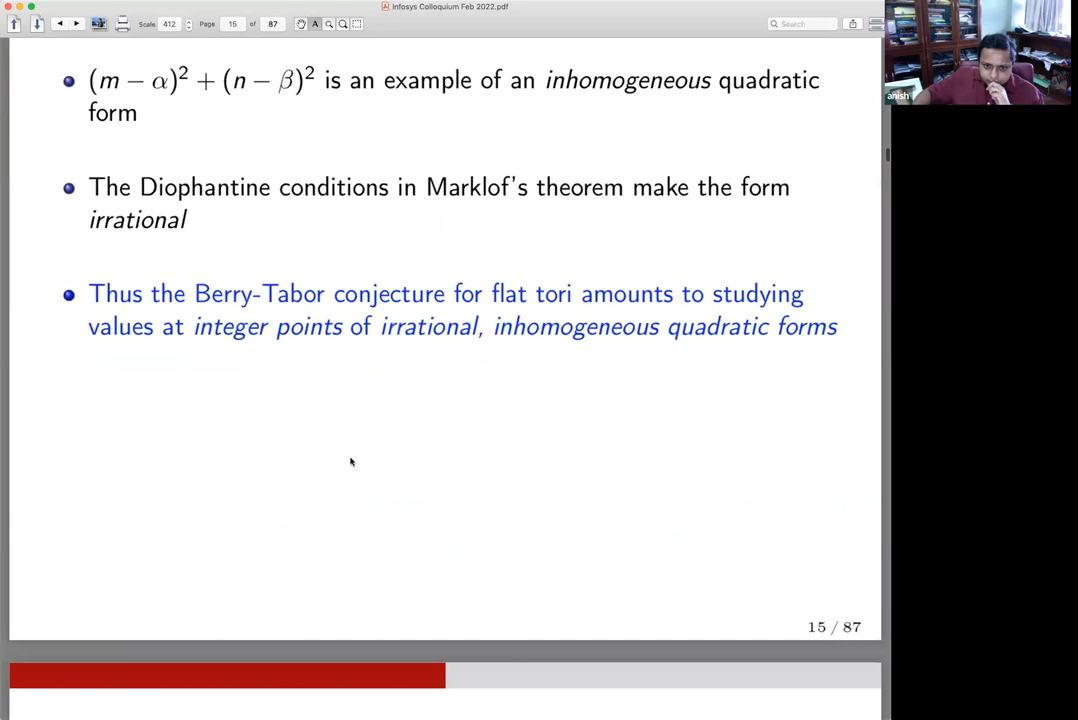 Infosys Colloquium Feb 2022.pdf
Scale 412 Page 15 of 87 A Search
(m − α)² + (n − β)² is an example of an inhomogeneous quadratic
form
The Diophantine conditions in Marklof's theorem make the form
irrational
Thus the Berry-Tabor conjecture for flat tori amounts to studying
values at integer points of irrational, inhomogeneous quadratic forms
15 / 87
anish